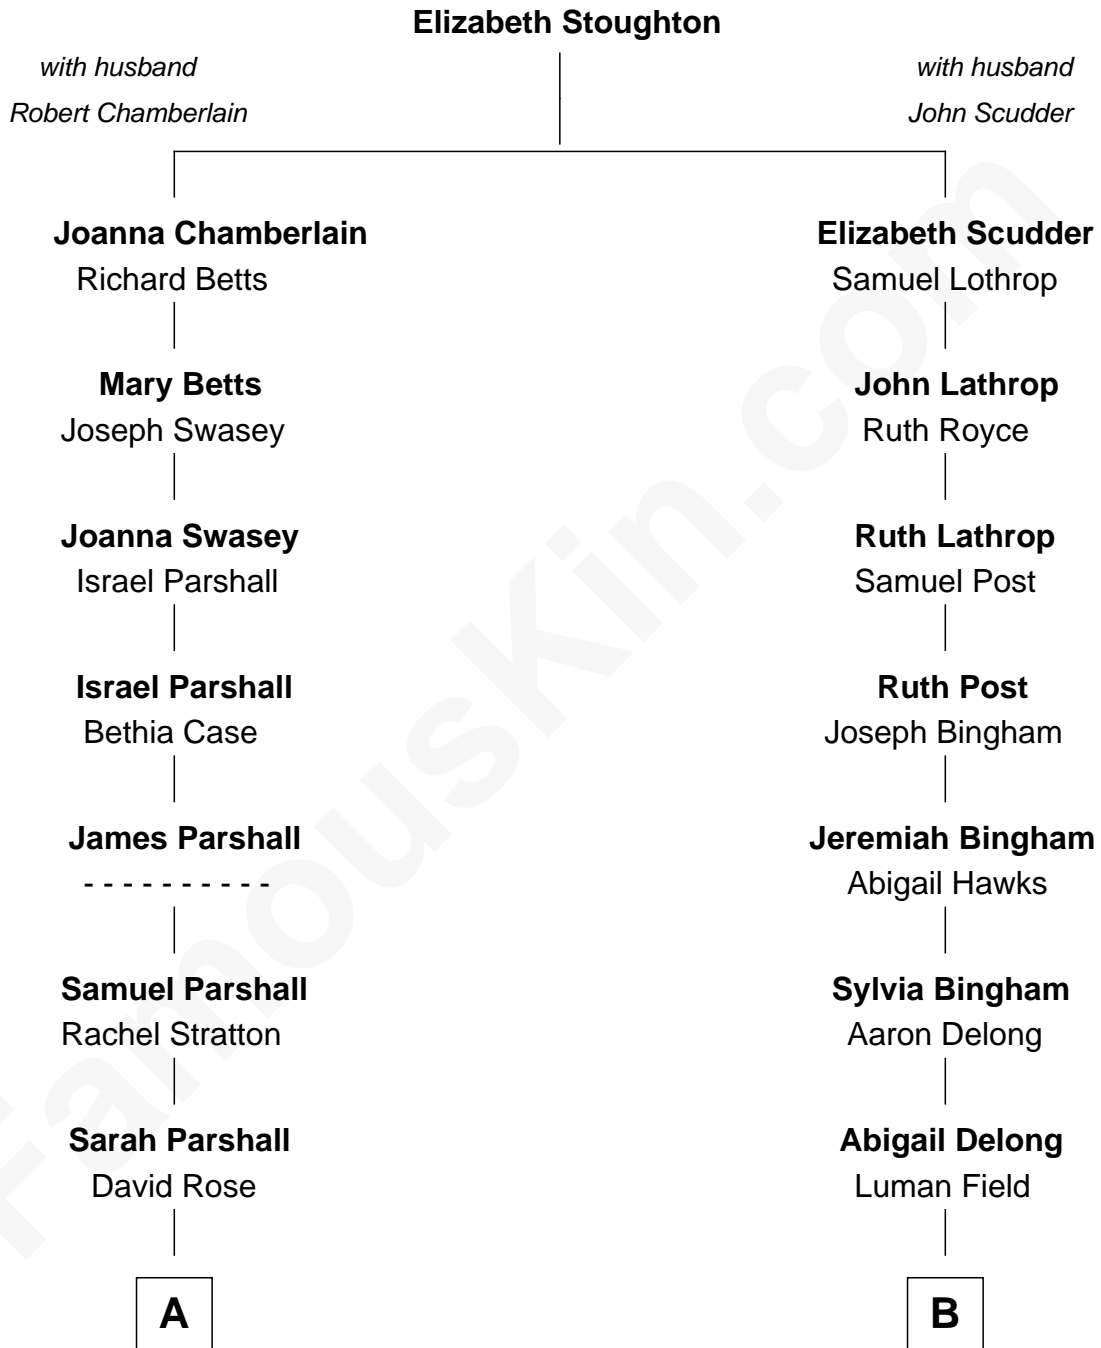 Elizabeth Stoughton
with husband
Robert Chamberlain
with husband
John Scudder
Joanna Chamberlain
Richard Betts
Mary Betts
Joseph Swasey
Joanna Swasey
Israel Parshall
Israel Parshall
Bethia Case
James Parshall
- - - - - - - - - -
Samuel Parshall
Rachel Stratton
Sarah Parshall
David Rose
A
Elizabeth Scudder
Samuel Lothrop
John Lathrop
Ruth Royce
Ruth Lathrop
Samuel Post
Ruth Post
Joseph Bingham
Jeremiah Bingham
Abigail Hawks
Sylvia Bingham
Aaron Delong
Abigail Delong
Luman Field
B
FamousKin.com